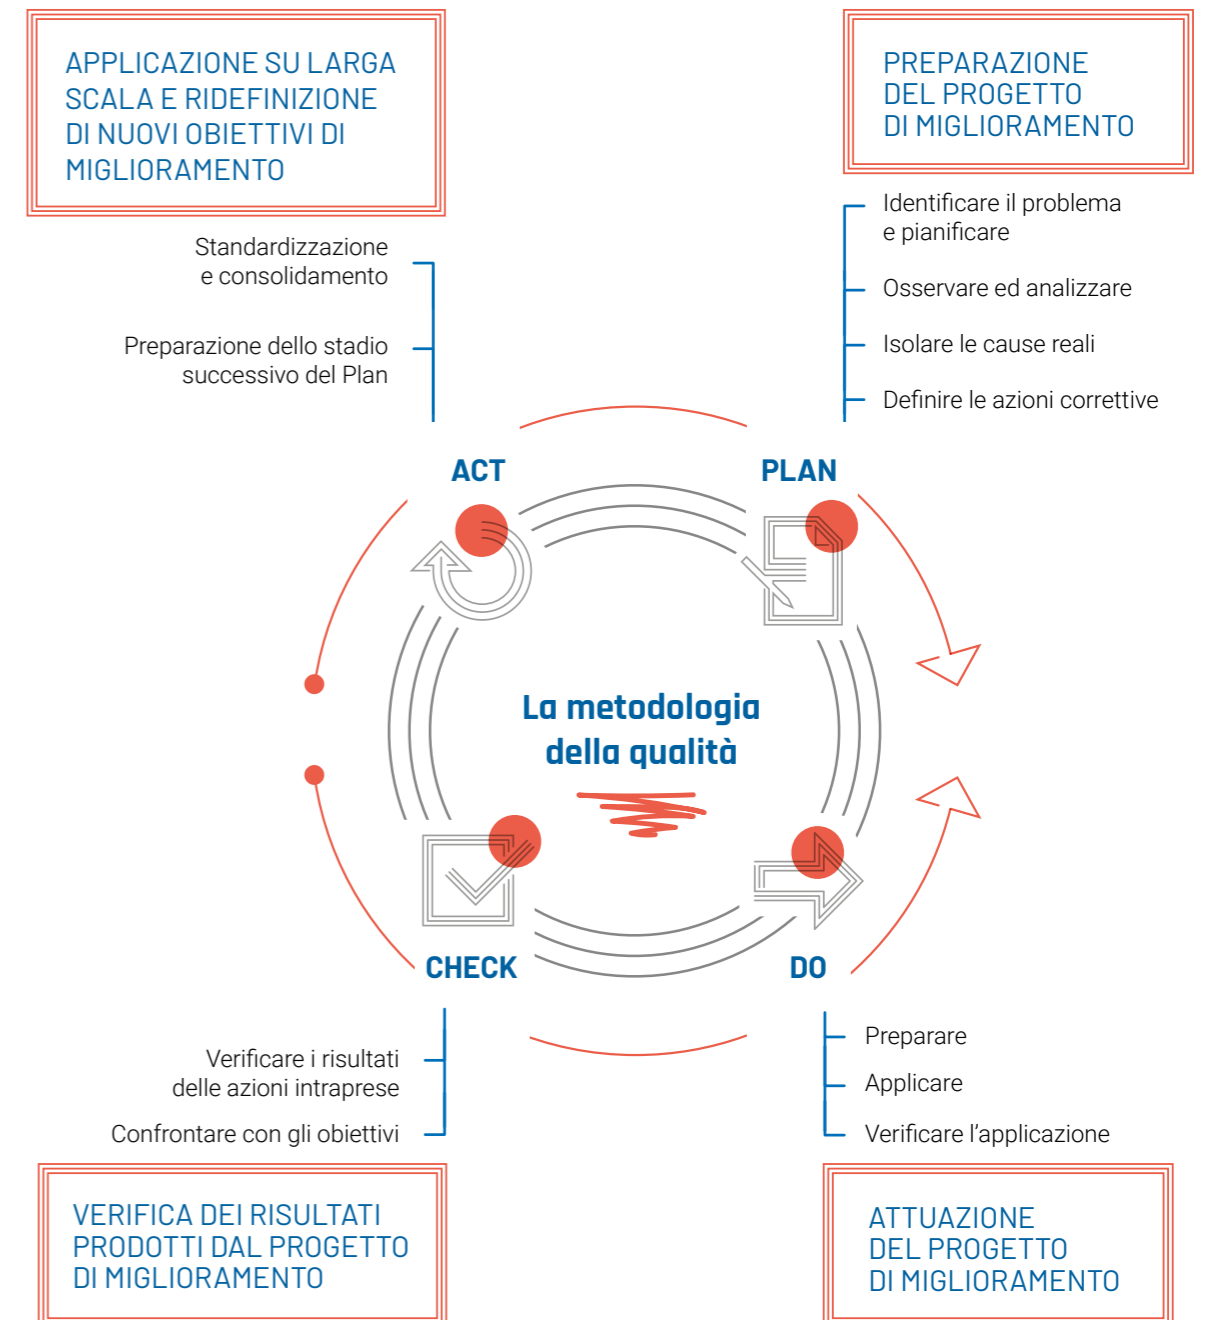 APPLICAZIONE SU LARGA
SCALA E RIDEFINIZIONE
DI NUOVI OBIETTIVI DI
MIGLIORAMENTO
PREPARAZIONE
DEL PROGETTO
DI MIGLIORAMENTO
Standardizzazione
e consolidamento
Preparazione dello stadio
successivo del Plan
Identificare il problema
e pianificare
Osservare ed analizzare
Isolare le cause reali
Definire le azioni correttive
ACT
PLAN
La metodologia
della qualità
CHECK
DO
Verificare i risultati
delle azioni intraprese
Confrontare con gli obiettivi
Preparare
Applicare
Verificare l'applicazione
VERIFICA DEI RISULTATI
PRODOTTI DAL PROGETTO
DI MIGLIORAMENTO
ATTUAZIONE
DEL PROGETTO
DI MIGLIORAMENTO